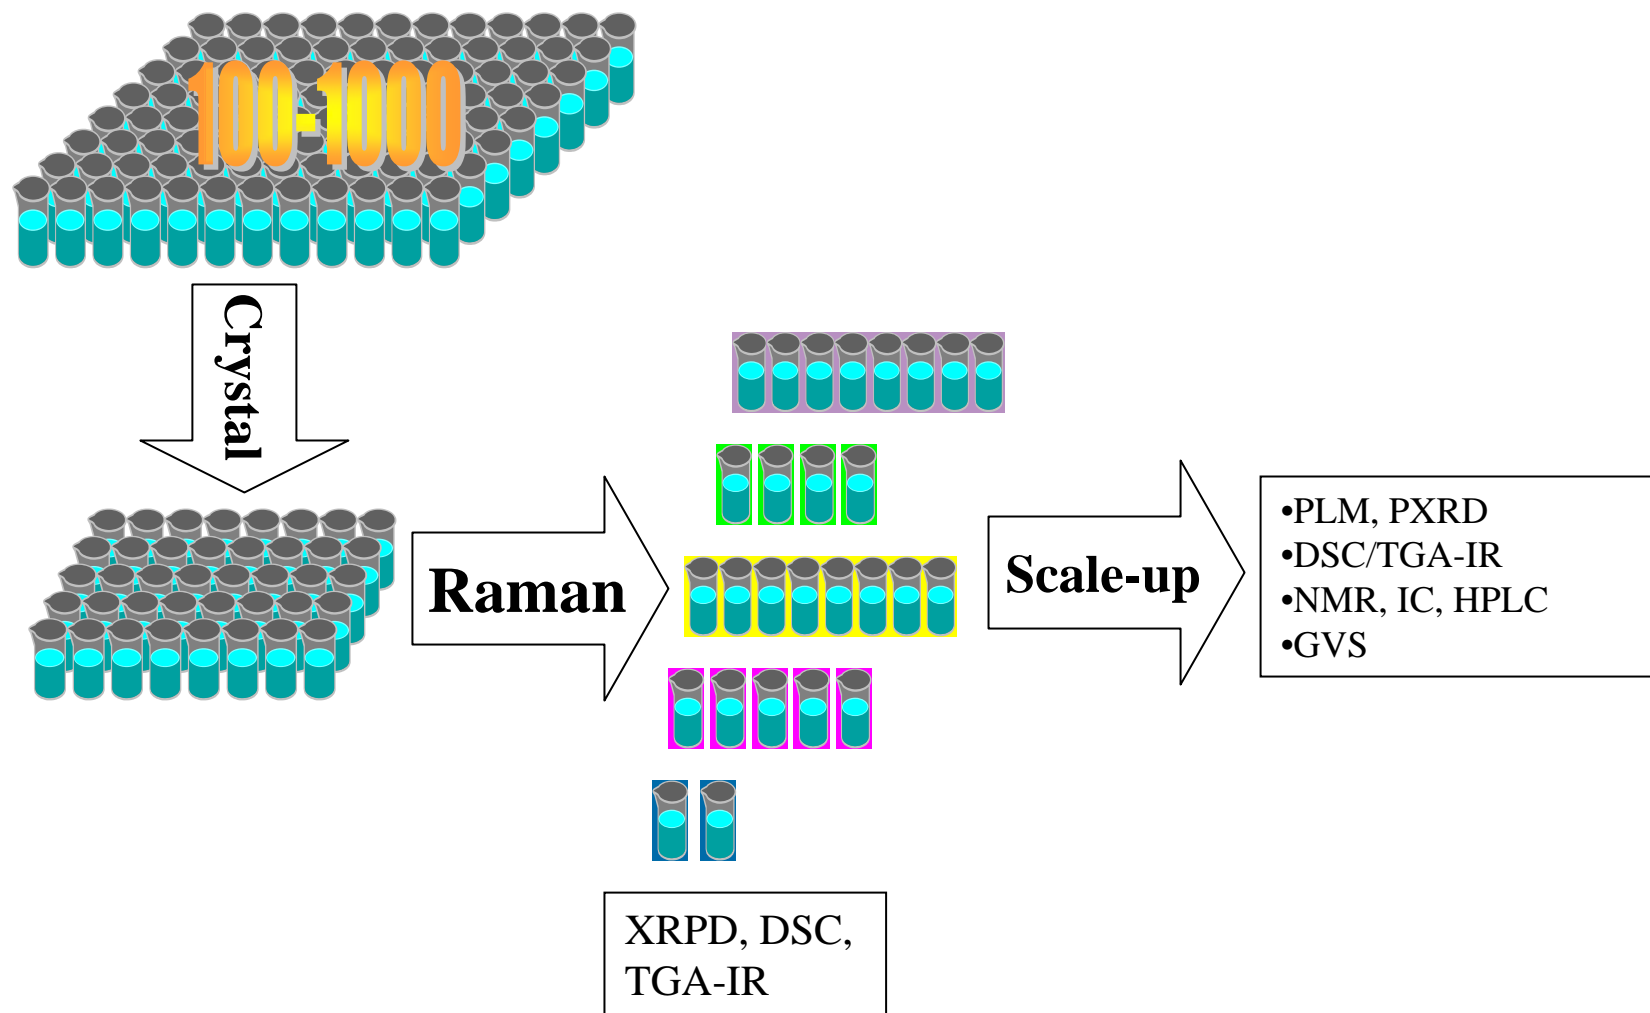 100-1000
Crystal
Raman
Scale-up
•PLM, PXRD
•DSC/TGA-IR
•NMR, IC, HPLC
•GVS
XRPD, DSC,
TGA-IR